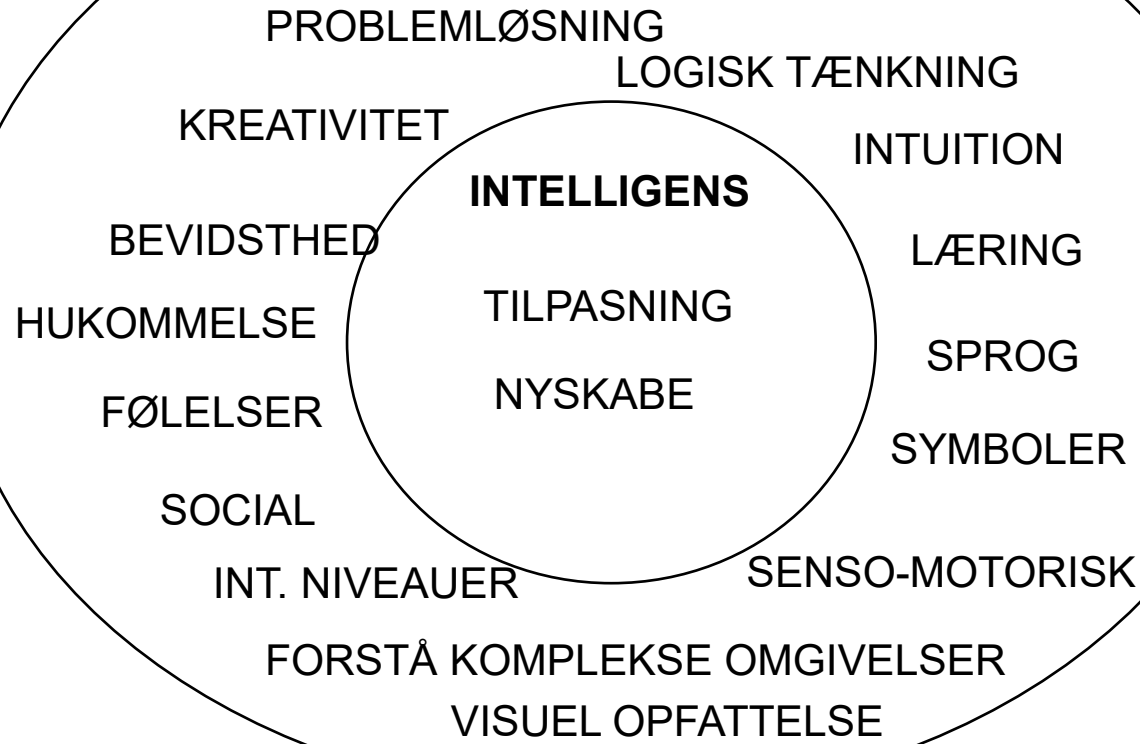 PROBLEMLØSNING
LOGISK TÆNKNING
KREATIVITET
INTUITION
INTELLIGENS
BEVIDSTHED
LÆRING
TILPASNING
HUKOMMELSE
SPROG
NYSKABE
FØLELSER
SYMBOLER
SOCIAL
INT. NIVEAUER
SENSO-MOTORISK
FORSTÅ KOMPLEKSE OMGIVELSER
VISUEL OPFATTELSE